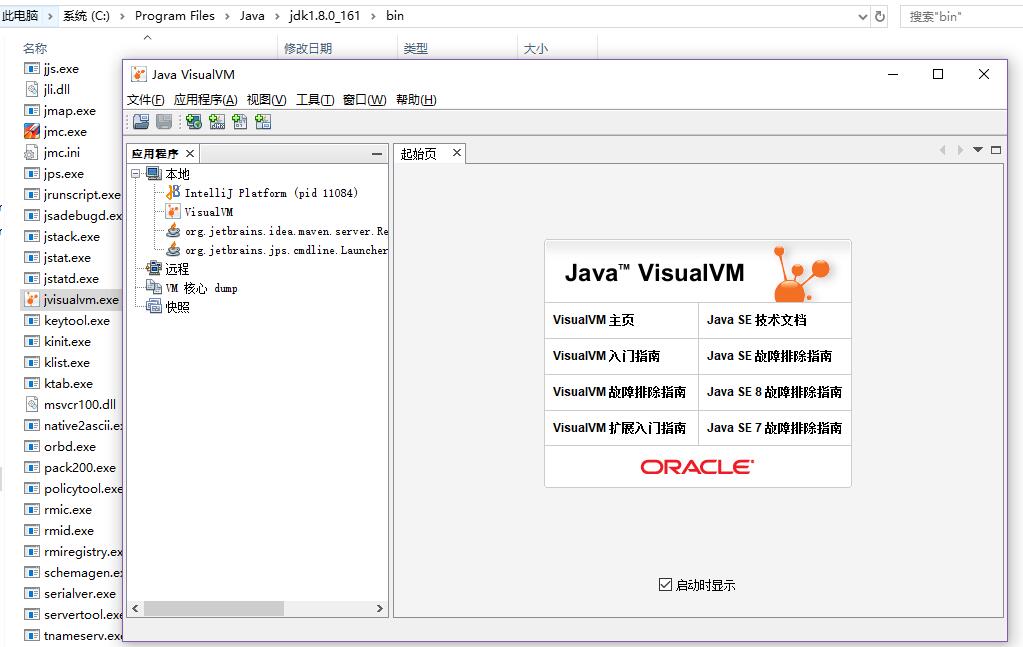 此电脑 › 系统 (C:) › Program Files › Java › jdk1.8.0_161 › bin
搜索"bin"
名称 修改日期 类型 大小
jjs.exe
jli.dll
jmap.exe
jmc.exe
jmc.ini
jps.exe
jrunscript.exe
jsadebugd.ex
jstack.exe
jstat.exe
jstatd.exe
jvisualvm.exe
keytool.exe
kinit.exe
klist.exe
ktab.exe
msvcr100.dll
native2ascii.ex
orbd.exe
pack200.exe
policytool.exe
rmic.exe
rmid.exe
rmiregistry.ex
schemagen.ex
serialver.exe
servertool.exe
tnameserv.exe
Java VisualVM
文件(F) 应用程序(A) 视图(V) 工具(T) 窗口(W) 帮助(H)
应用程序
本地
IntelliJ Platform (pid 11084)
VisualVM
org.jetbrains.idea.maven.server.Re
org.jetbrains.jps.cmdline.Launcher
远程
VM 核心 dump
快照
起始页
Java™ VisualVM
VisualVM 主页 Java SE 技术文档
VisualVM 入门指南 Java SE 故障排除指南
VisualVM 故障排除指南 Java SE 8 故障排除指南
VisualVM 扩展入门指南 Java SE 7 故障排除指南
ORACLE
启动时显示